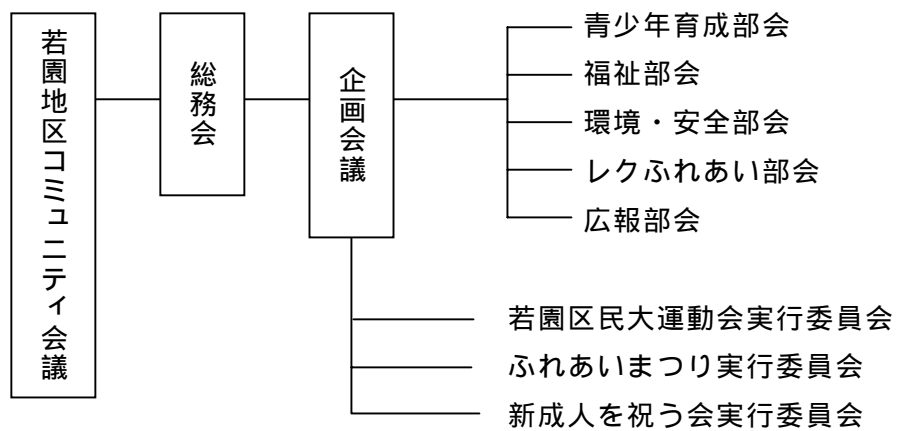 若園地区コミュニティ会議
総務会
企画会議
青少年育成部会
福祉部会
環境・安全部会
レクふれあい部会
広報部会
若園区民大運動会実行委員会
ふれあいまつり実行委員会
新成人を祝う会実行委員会